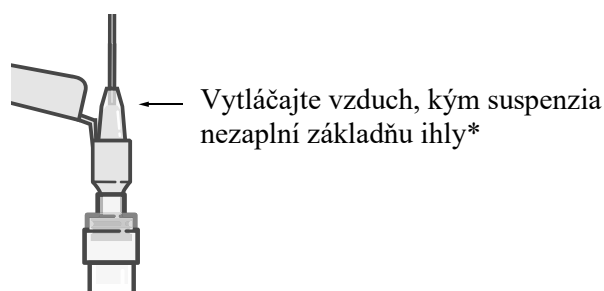 Vytláčajte vzduch, kým suspenzia
nezaplní základňu ihly*